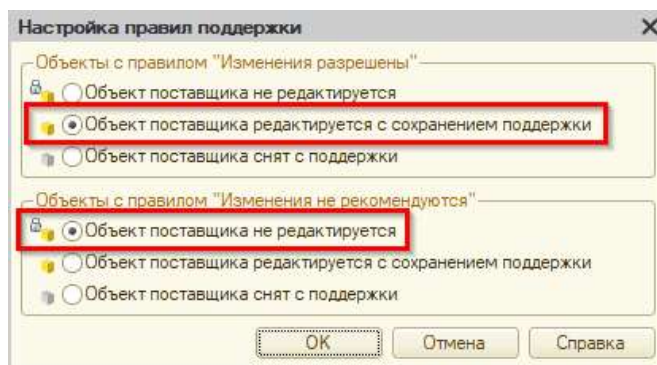 Настройка правил поддержки
Объекты с правилом "Изменения разрешены"
Объект поставщика не редактируется
Объект поставщика редактируется с сохранением поддержки
Объект поставщика снят с поддержки
Объекты с правилом "Изменения не рекомендуются"
Объект поставщика не редактируется
Объект поставщика редактируется с сохранением поддержки
Объект поставщика снят с поддержки
OK Отмена Справка